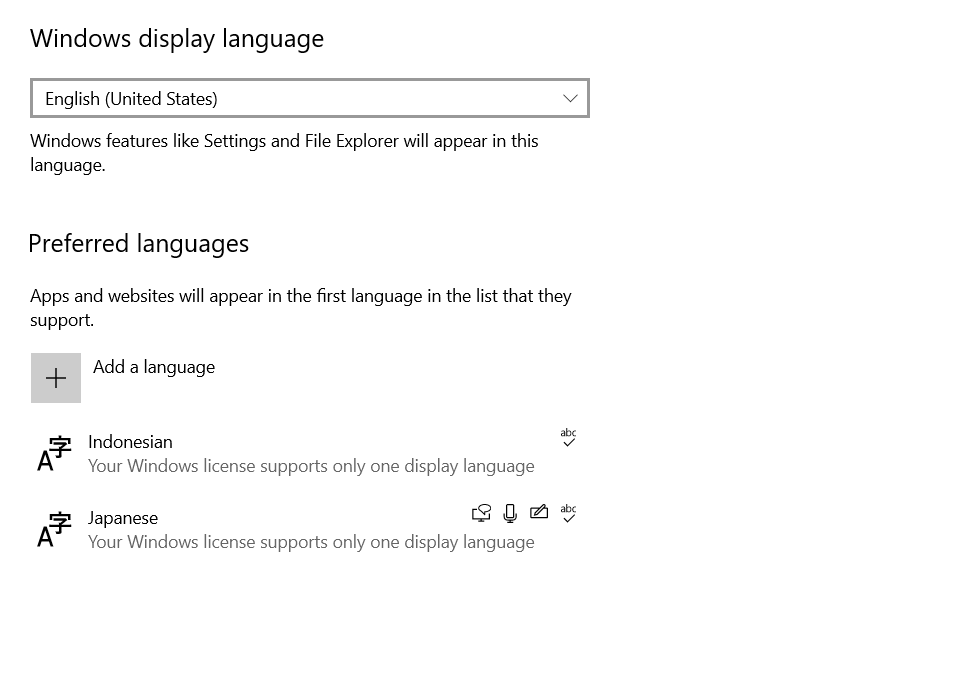 Windows display language
English (United States)
Windows features like Settings and File Explorer will appear in this
language.
Preferred languages
Apps and websites will appear in the first language in the list that they
support.
Add a language
A字
Indonesian
abc
Your Windows license supports only one display language
A字
Japanese
abc
Your Windows license supports only one display language